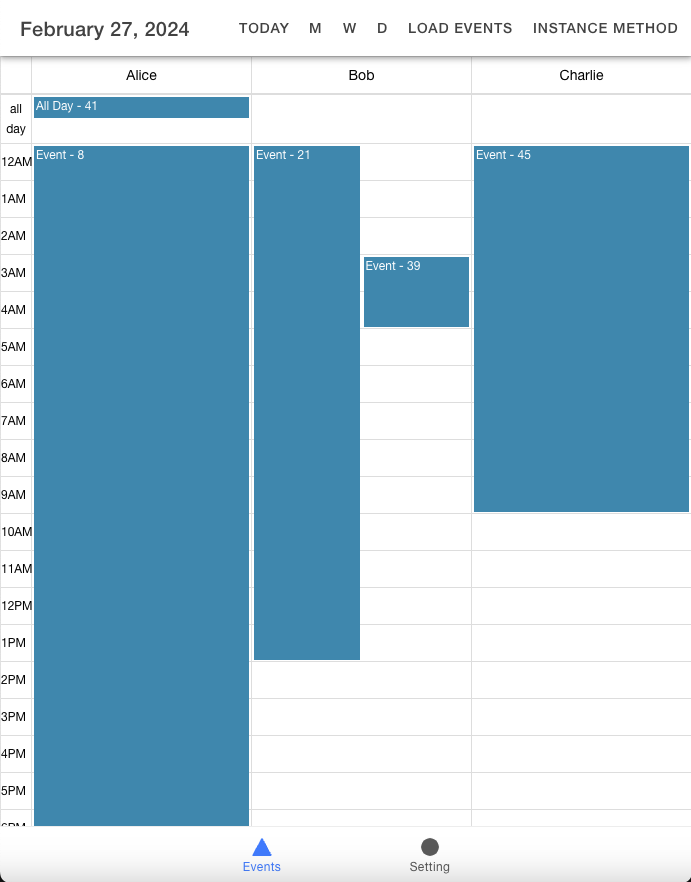 February 27, 2024 TODAY M W D LOAD EVENTS INSTANCE METHOD
Alice Bob Charlie
all day
All Day - 41
12AM
Event - 8
Event - 21
Event - 45
1AM
2AM
3AM
Event - 39
4AM
5AM
6AM
7AM
8AM
9AM
10AM
11AM
12PM
1PM
2PM
3PM
4PM
5PM
6PM
Events Setting